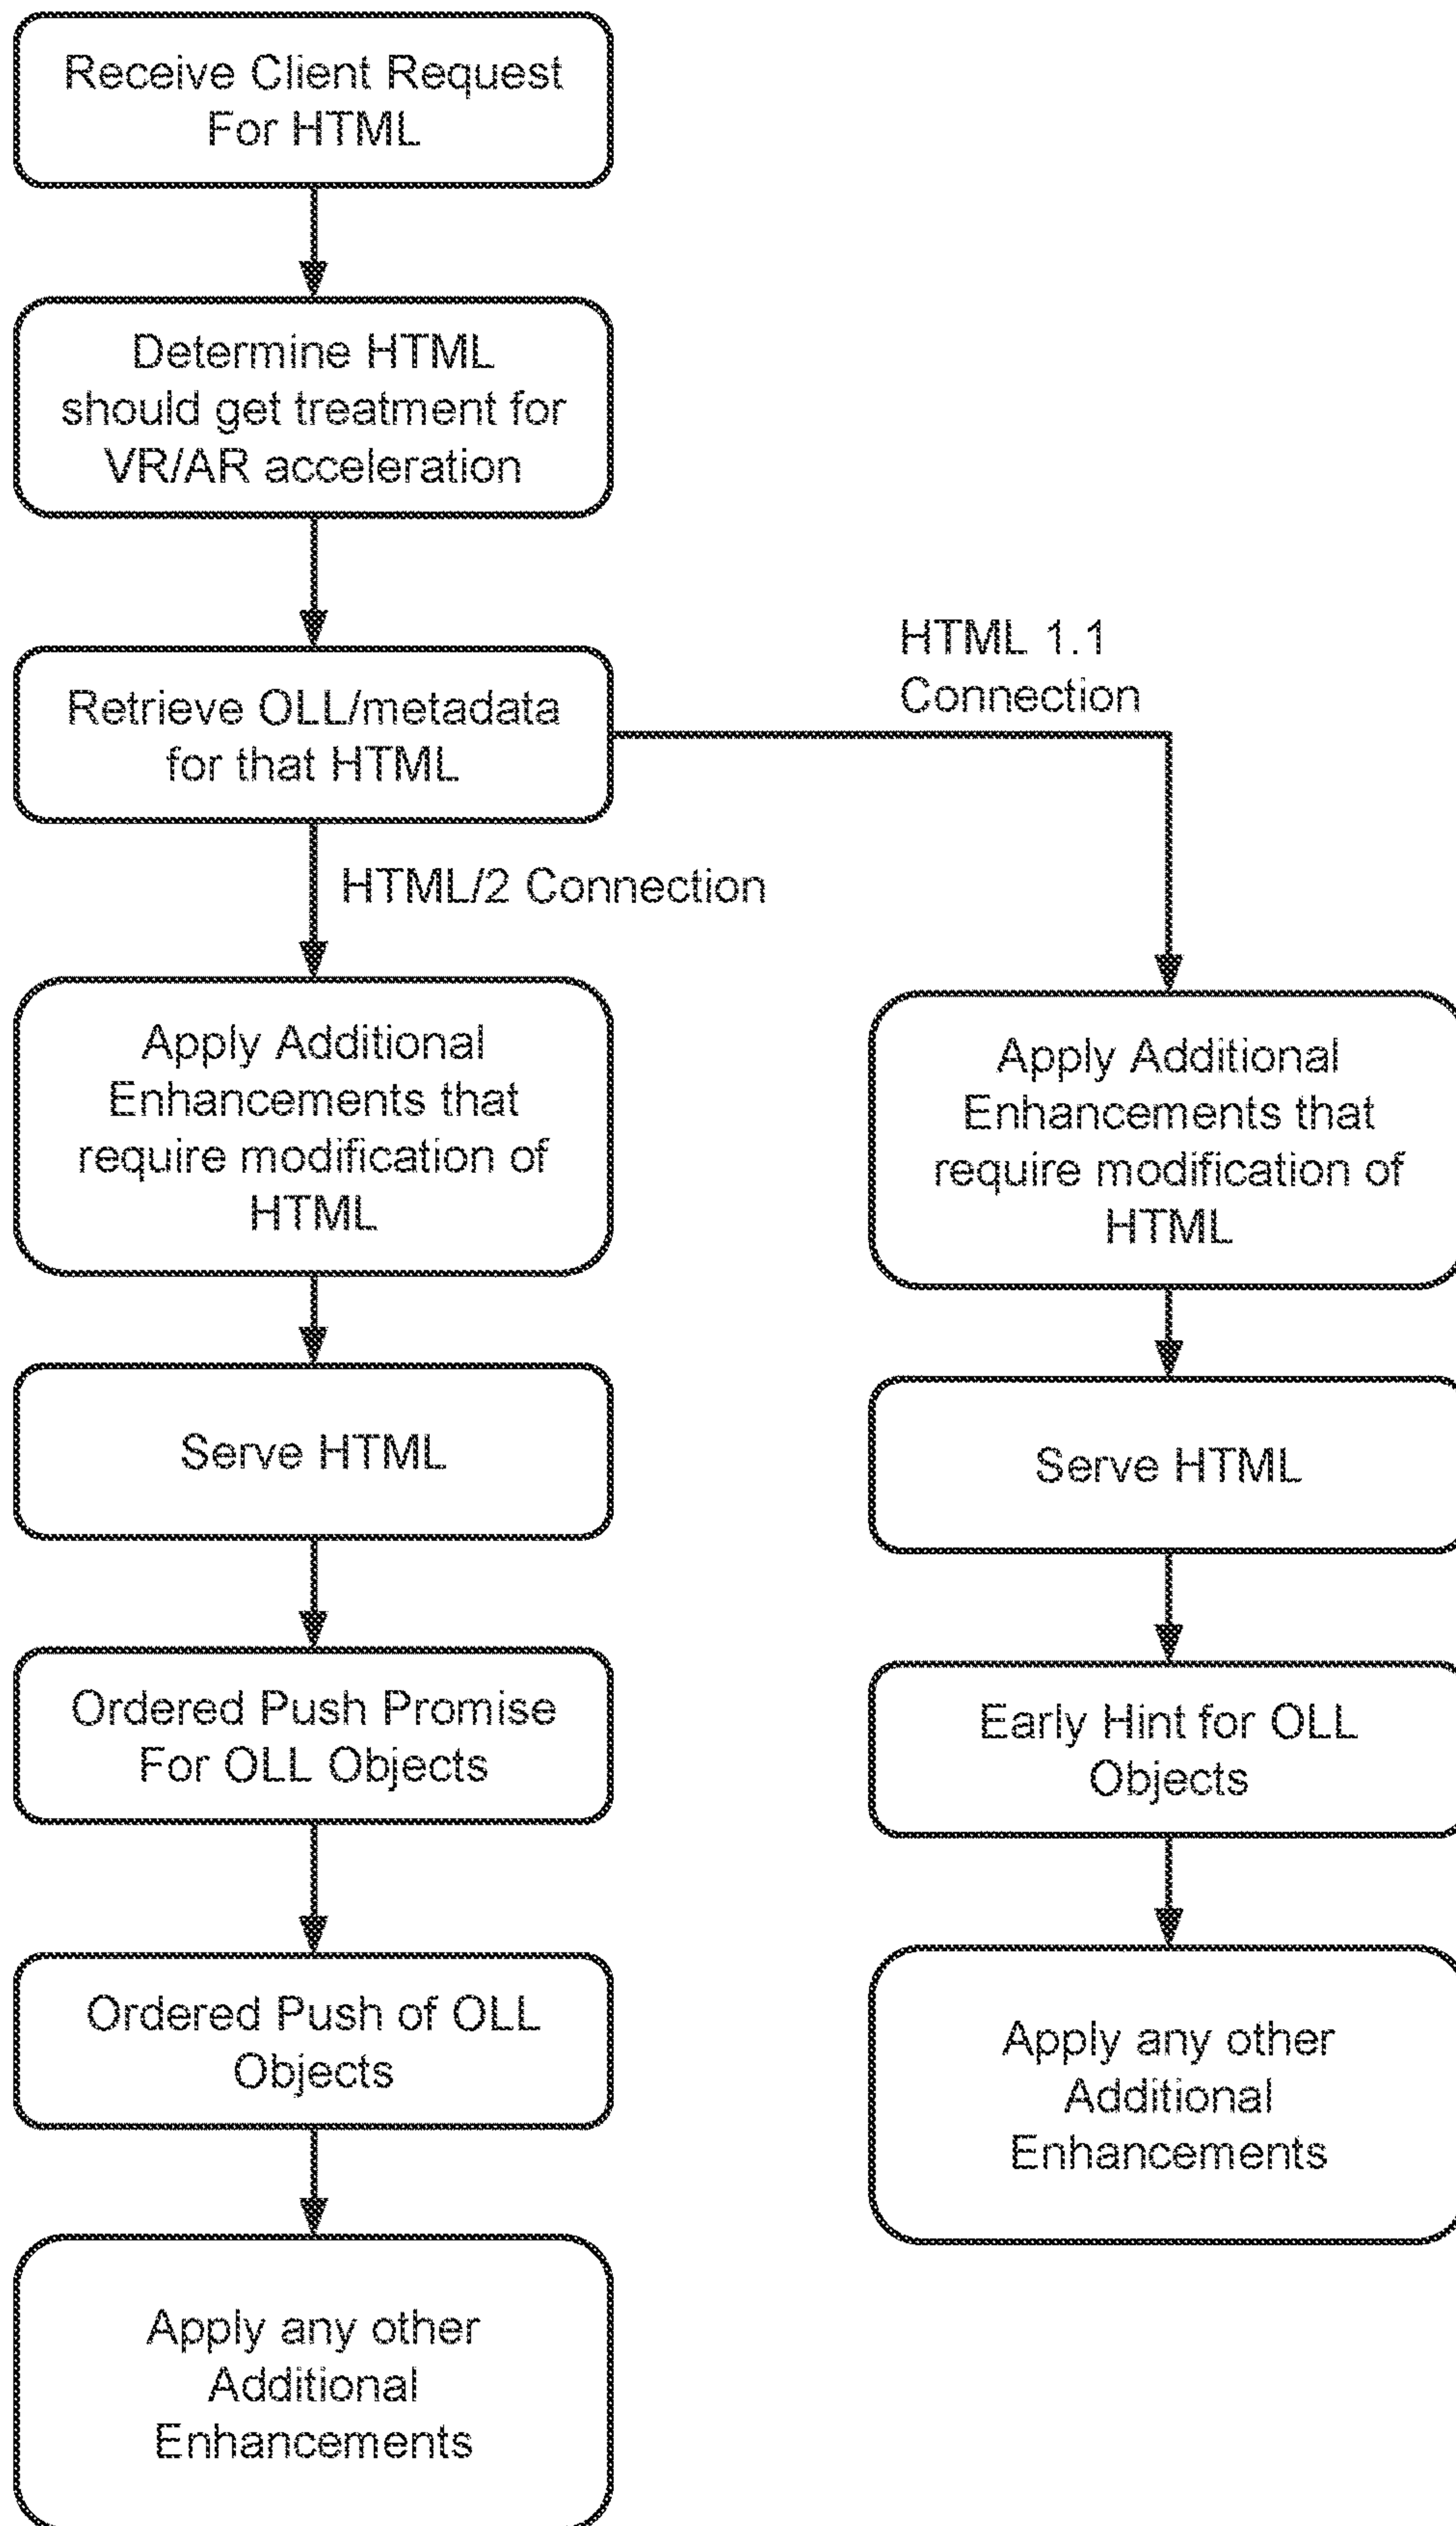 Receive Client Request
For HTML
Determine HTML
should get treatment for
VR/AR acceleration
Retrieve OLL/metadata
for that HTML
HTML 1.1
Connection
HTML/2 Connection
Apply Additional
Enhancements that
require modification of
HTML
Serve HTML
Ordered Push Promise
For OLL Objects
Ordered Push of OLL
Objects
Apply any other
Additional
Enhancements
Apply Additional
Enhancements that
require modification of
HTML
Serve HTML
Early Hint for OLL
Objects
Apply any other
Additional
Enhancements